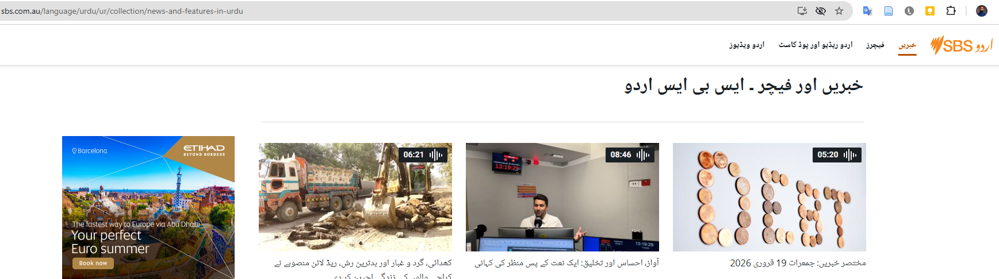 sbs.com.au/language/urdu/ur/collection/news-and-features-in-urdu
اردو SBS
خبریں
فیچرز
اردو ریڈیو اور پوڈ کاسٹ
اردو ویڈیوز
خبریں اور فیچر ۔ ایس بی ایس اردو
05:20
DEBT
مختصر خبریں: جمعرات 19 فروری 2026
08:46
13:19:29
13:19:29
آواز، احساس اور تخلیق: ایک نعت کے پس منظر کی کہانی
06:21
کھدائی، گرد و غبار اور بدترین رش، ریڈ لائن منصوبے نے
Barcelona
ETIHAD
BEYOND BORDERS
The fastest way to Europe via Abu Dhabi
Your perfect
Euro summer
Book now